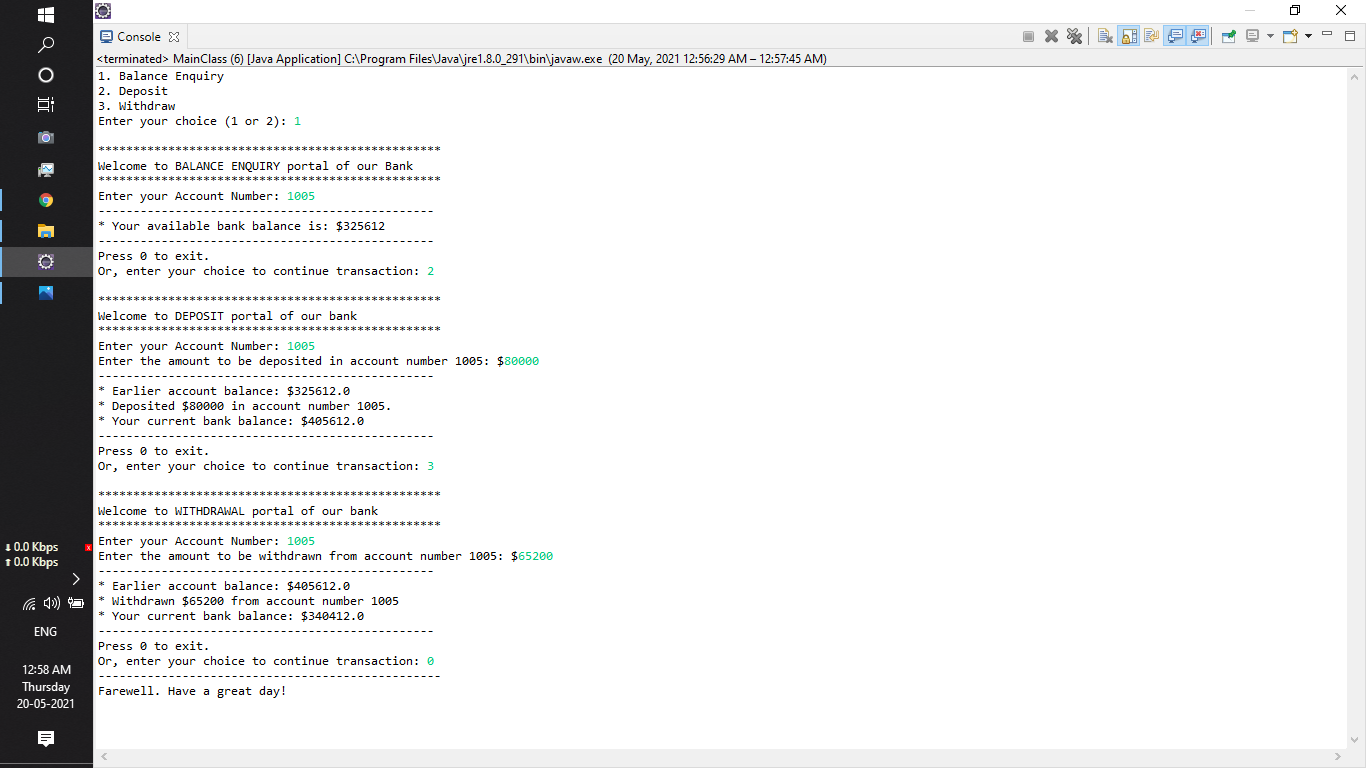 Console
<terminated> MainClass (6) [Java Application] C:\Program Files\Java\jre1.8.0_291\bin\javaw.exe (20 May, 2021 12:56:29 AM – 12:57:45 AM)
1. Balance Enquiry
2. Deposit
3. Withdraw
Enter your choice (1 or 2): 1
*************************************************
Welcome to BALANCE ENQUIRY portal of our Bank
*************************************************
Enter your Account Number: 1005
------------------------------------------------
* Your available bank balance is: $325612
------------------------------------------------
Press 0 to exit.
Or, enter your choice to continue transaction: 2
*************************************************
Welcome to DEPOSIT portal of our bank
*************************************************
Enter your Account Number: 1005
Enter the amount to be deposited in account number 1005: $80000
------------------------------------------------
* Earlier account balance: $325612.0
* Deposited $80000 in account number 1005.
* Your current bank balance: $405612.0
------------------------------------------------
Press 0 to exit.
Or, enter your choice to continue transaction: 3
*************************************************
Welcome to WITHDRAWAL portal of our bank
*************************************************
Enter your Account Number: 1005
Enter the amount to be withdrawn from account number 1005: $65200
------------------------------------------------
* Earlier account balance: $405612.0
* Withdrawn $65200 from account number 1005
* Your current bank balance: $340412.0
------------------------------------------------
Press 0 to exit.
Or, enter your choice to continue transaction: 0
-------------------------------------------------
Farewell. Have a great day!
0.0 Kbps
0.0 Kbps
ENG
12:58 AM
Thursday
20-05-2021